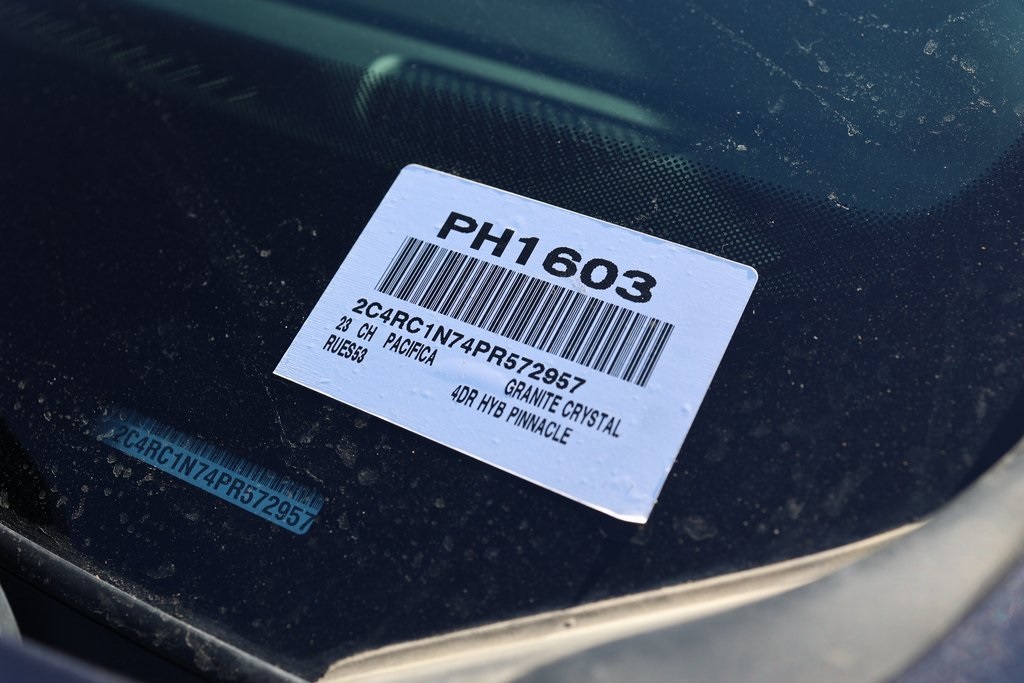 PH1603
2C4RC1N74PR572957
23 CH PACIFICA
GRANITE CRYSTAL
RUES53
4DR HYB PINNACLE
2C4RC1N74PR572957